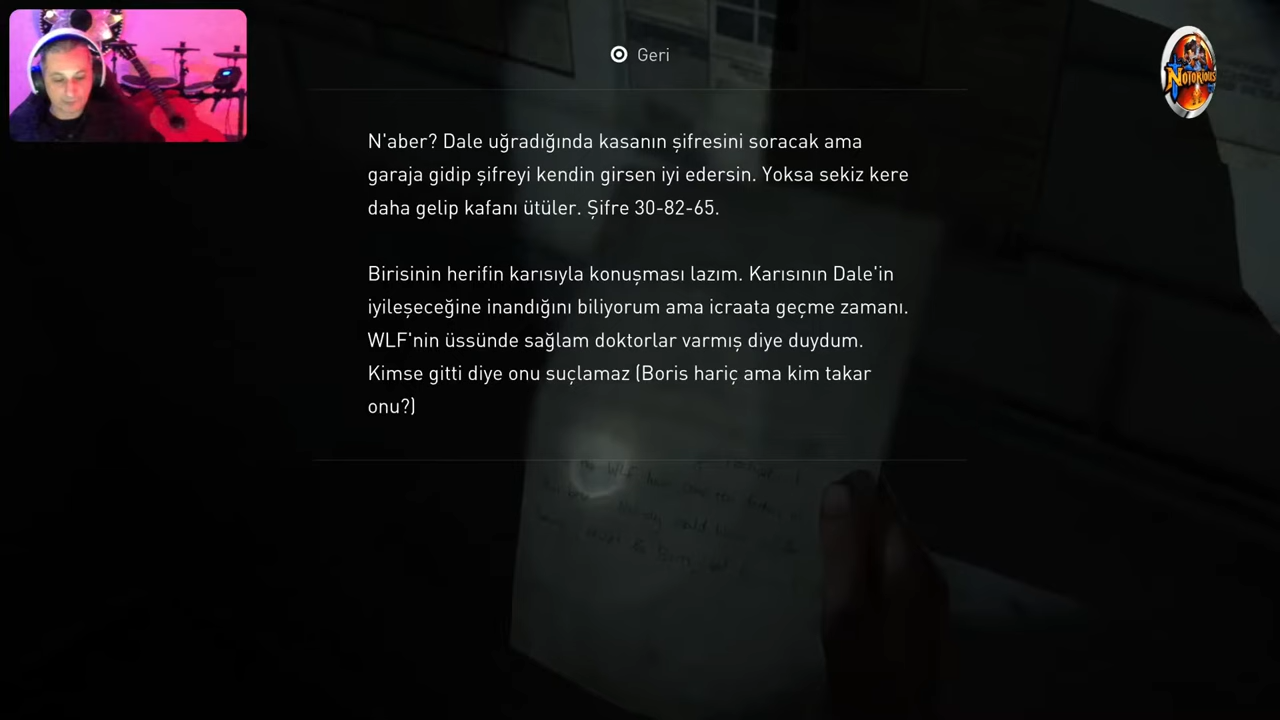 Geri
NOTORIOUS
N'aber? Dale uğradığında kasanın şifresini soracak ama
garaja gidip şifreyi kendin girsen iyi edersin. Yoksa sekiz kere
daha gelip kafanı ütüler. Şifre 30-82-65.
Birisinin herifin karısıyla konuşması lazım. Karısının Dale'in
iyileşeceğine inandığını biliyorum ama icraata geçme zamanı.
WLF'nin üssünde sağlam doktorlar varmış diye duydum.
Kimse gitti diye onu suçlamaz (Boris hariç ama kim takar
onu?)
WLF